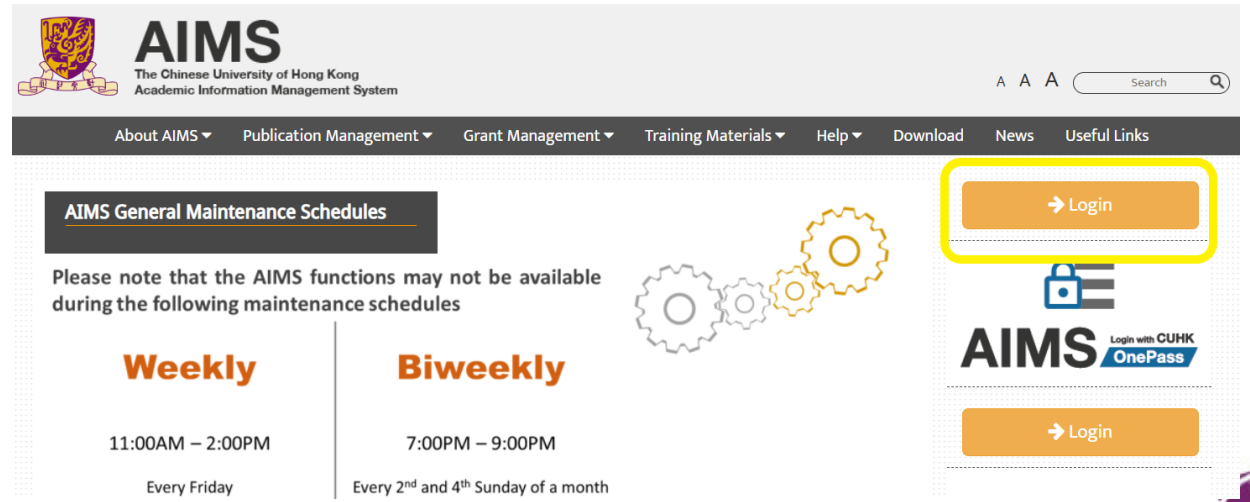 AIMS
The Chinese University of Hong Kong
Academic Information Management System
A A A Search
About AIMS Publication Management Grant Management Training Materials Help Download News Useful Links
AIMS General Maintenance Schedules
Please note that the AIMS functions may not be available
during the following maintenance schedules
Weekly
11:00AM – 2:00PM
Every Friday
Biweekly
7:00PM – 9:00PM
Every 2nd and 4th Sunday of a month
Login
AIMS Login with CUHK
OnePass
Login